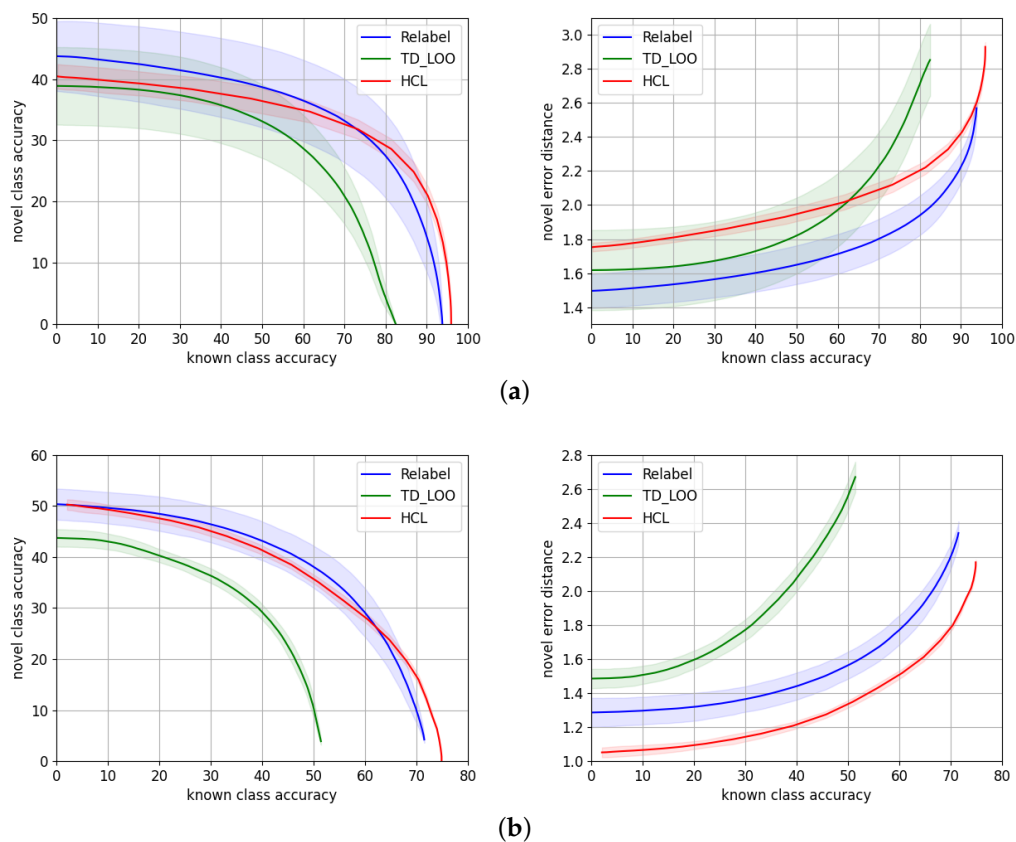 50
40
30
20
10
0
novel class accuracy
0 10 20 30 40 50 60 70 80 90 100
known class accuracy
Relabel
TD_LOO
HCL
3.0
2.8
2.6
2.4
2.2
2.0
1.8
1.6
1.4
novel error distance
0 10 20 30 40 50 60 70 80 90 100
known class accuracy
Relabel
TD_LOO
HCL
(a)
60
50
40
30
20
10
0
novel class accuracy
0 10 20 30 40 50 60 70 80
known class accuracy
Relabel
TD_LOO
HCL
2.8
2.6
2.4
2.2
2.0
1.8
1.6
1.4
1.2
1.0
novel error distance
0 10 20 30 40 50 60 70 80
known class accuracy
Relabel
TD_LOO
HCL
(b)